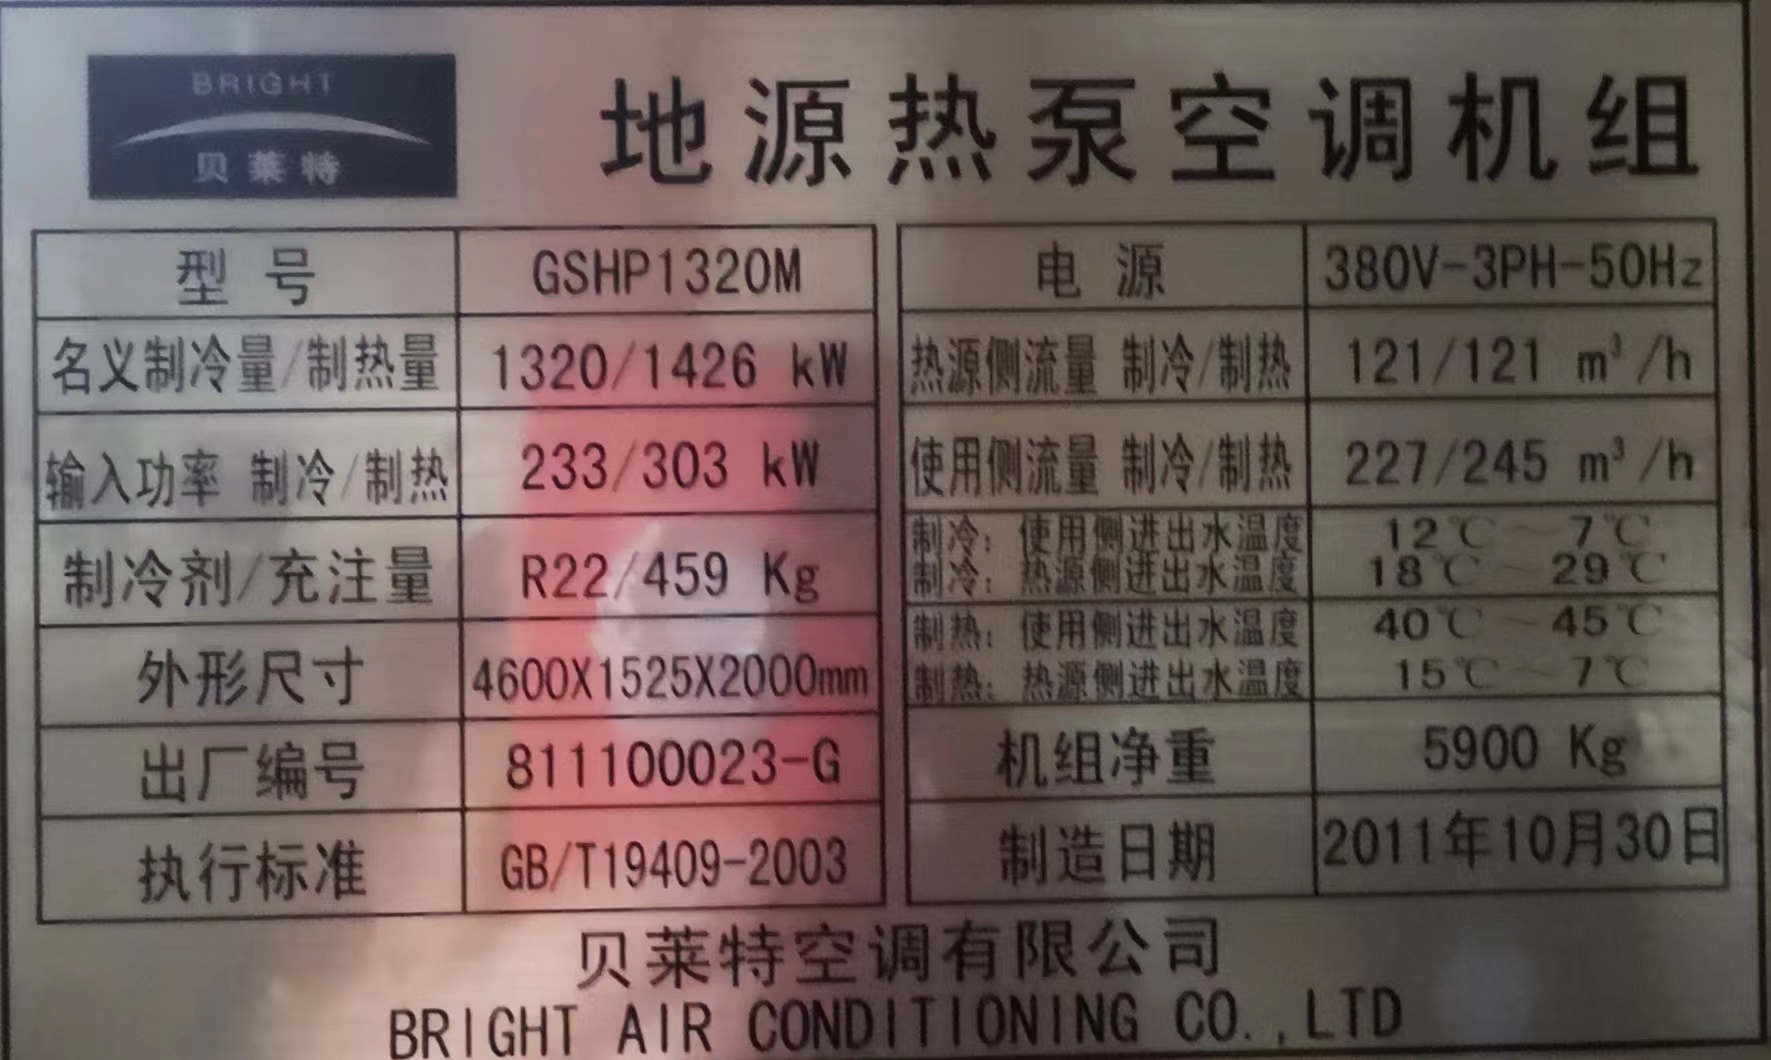 BRIGHT
贝莱特
地源热泵空调机组
型号 GSHP1320M
名义制冷量/制热量 1320/1426 kW
输入功率 制冷/制热 233/303 kW
制冷剂/充注量 R22/459 Kg
外形尺寸 4600X1525X2000mm
出厂编号 811100023-G
执行标准 GB/T19409-2003
电源 380V-3PH-50Hz
热源侧流量 制冷/制热 121/121 m³/h
使用侧流量 制冷/制热 227/245 m³/h
制冷: 使用侧进出水温度 12℃~7℃
制冷: 热源侧进出水温度 18℃~29℃
制热: 使用侧进出水温度 40℃~45℃
制热: 热源侧进出水温度 15℃~7℃
机组净重 5900 Kg
制造日期 2011年10月30日
贝莱特空调有限公司
BRIGHT AIR CONDITIONING CO.,LTD